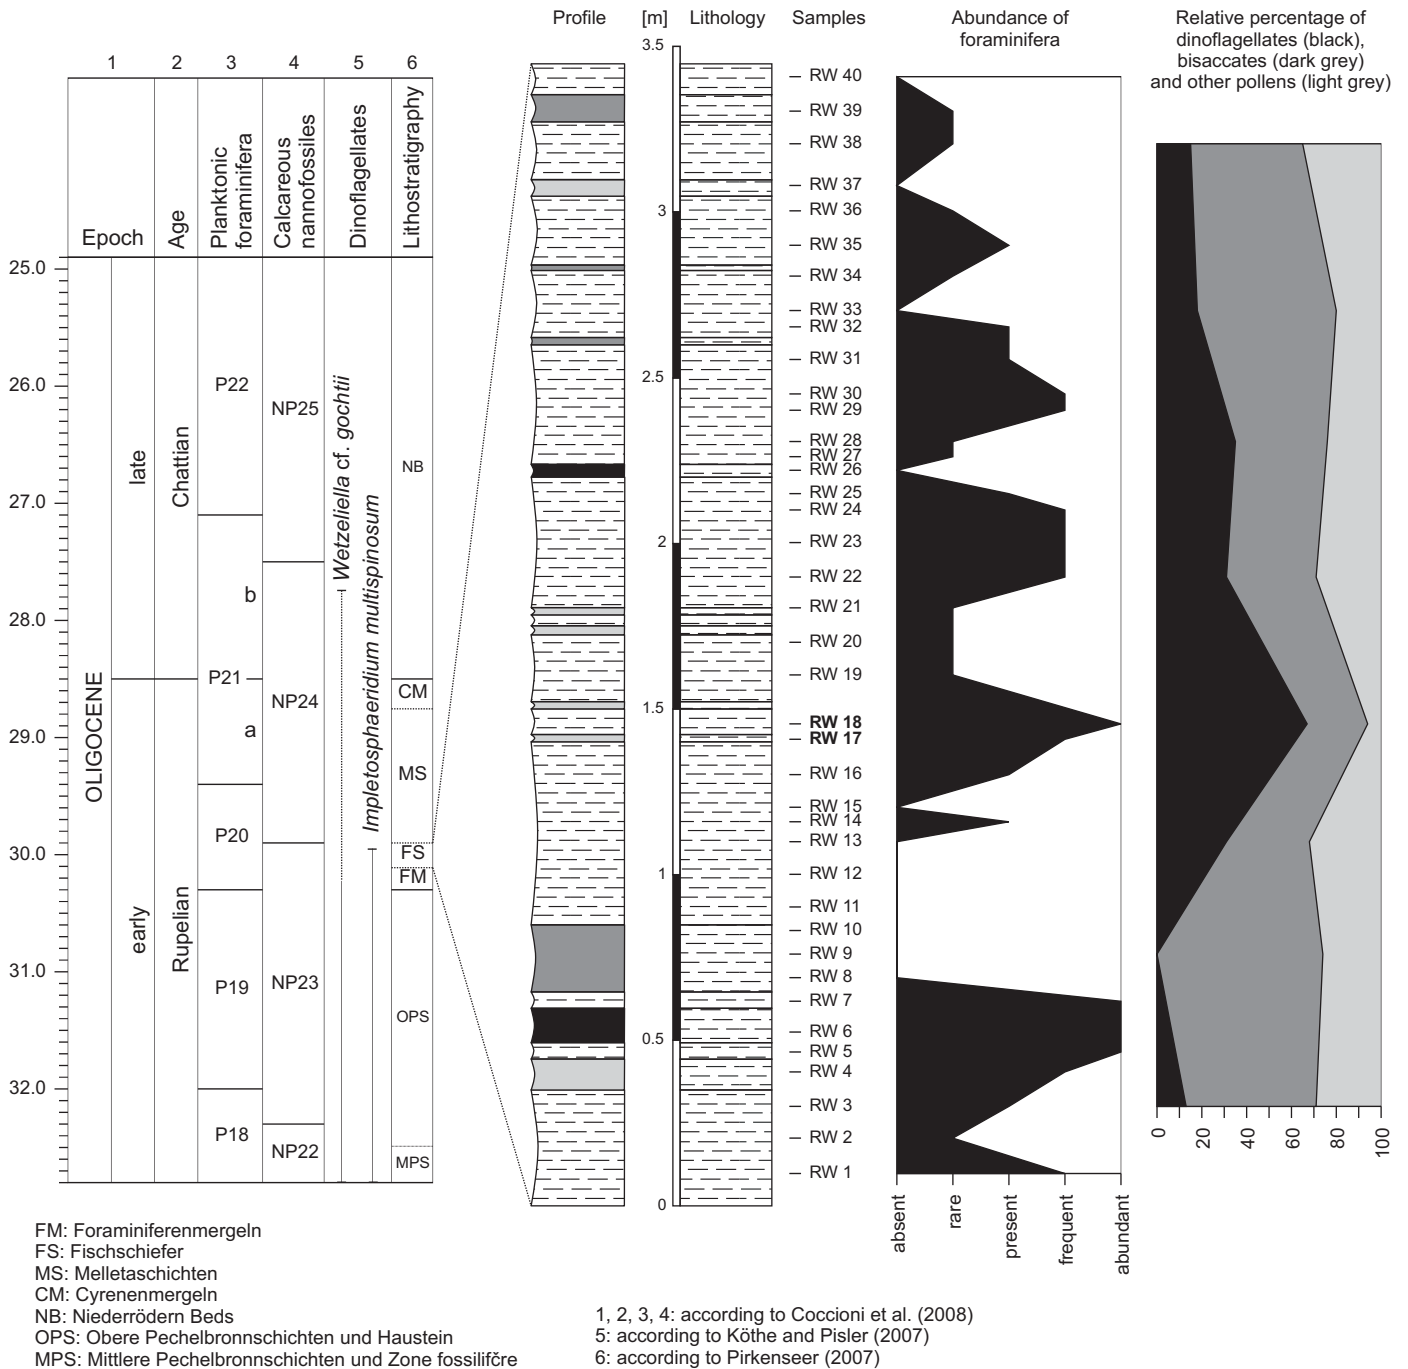 Profile
[m]
Lithology
Samples
Abundance of
foraminifera
Relative percentage of
dinoflagellates (black),
bisaccates (dark grey)
and other pollens (light grey)
1
2
3
4
5
6
Epoch
Age
Planktonic
foraminifera
Calcareous
nannofossiles
Dinoflagellates
Lithostratigraphy
25.0
26.0
27.0
28.0
29.0
30.0
31.0
32.0
OLIGOCENE
late
early
Chattian
Rupelian
P22
b
P21
a
P20
P19
P18
NP25
NP24
NP23
NP22
Wetzeliella cf. gochtii
Impletosphaeridium multispinosum
NB
CM
MS
FS
FM
OPS
MPS
3.5
3
2.5
2
1.5
1
0.5
0
RW 40
RW 39
RW 38
RW 37
RW 36
RW 35
RW 34
RW 33
RW 32
RW 31
RW 30
RW 29
RW 28
RW 27
RW 26
RW 25
RW 24
RW 23
RW 22
RW 21
RW 20
RW 19
RW 18
RW 17
RW 16
RW 15
RW 14
RW 13
RW 12
RW 11
RW 10
RW 9
RW 8
RW 7
RW 6
RW 5
RW 4
RW 3
RW 2
RW 1
absent
rare
present
frequent
abundant
0
20
40
60
80
100
FM: Foraminiferenmergeln
FS: Fischschiefer
MS: Melletaschichten
CM: Cyrenenmergeln
NB: Niederrödern Beds
OPS: Obere Pechelbronnschichten und Haustein
MPS: Mittlere Pechelbronnschichten und Zone fossilifčre
1, 2, 3, 4: according to Coccioni et al. (2008)
5: according to Köthe and Pisler (2007)
6: according to Pirkenseer (2007)